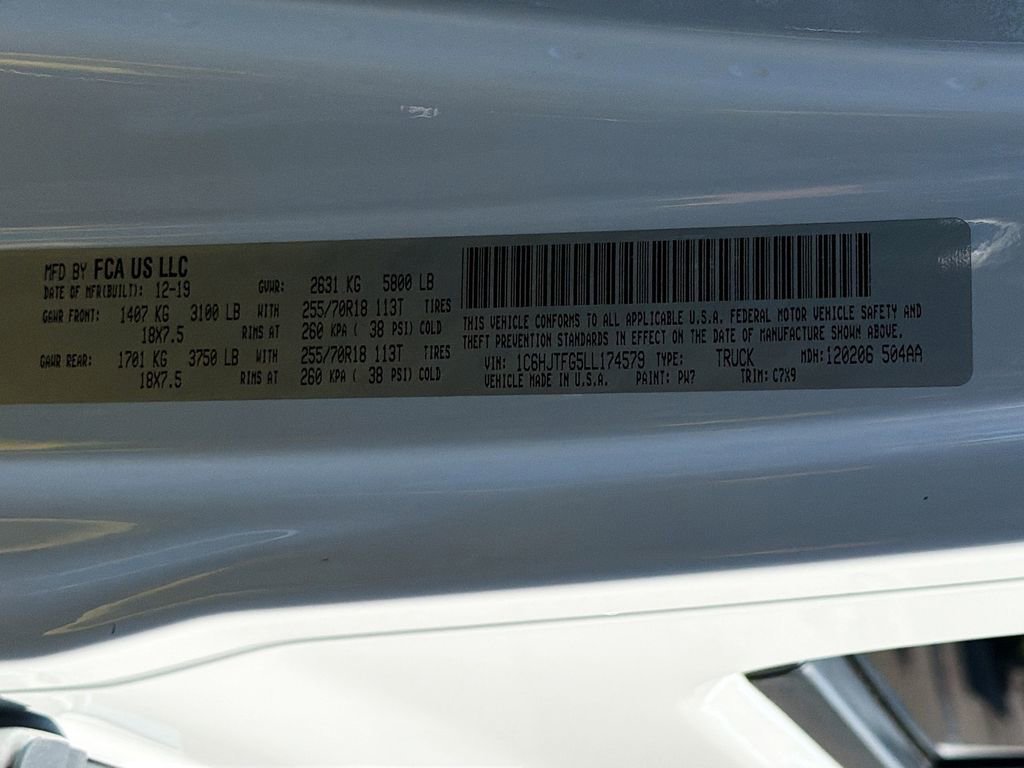 MFD BY FCA US LLC
DATE OF MFR(BUILT): 12-19 GVWR: 2631 KG 5800 LB
GAWR FRONT: 1407 KG 3100 LB WITH 255/70R18 113T TIRES
18X7.5 RIMS AT 260 KPA ( 38 PSI) COLD
GAWR REAR: 1701 KG 3750 LB WITH 255/70R18 113T TIRES
18X7.5 RIMS AT 260 KPA ( 38 PSI) COLD
THIS VEHICLE CONFORMS TO ALL APPLICABLE U.S.A. FEDERAL MOTOR VEHICLE SAFETY AND
THEFT PREVENTION STANDARDS IN EFFECT ON THE DATE OF MANUFACTURE SHOWN ABOVE.
VIN: 1C6HJTFG5LL174579 TYPE: TRUCK MDH: 120206 504AA
VEHICLE MADE IN U.S.A. PAINT: PW7 TRIM: C7X9